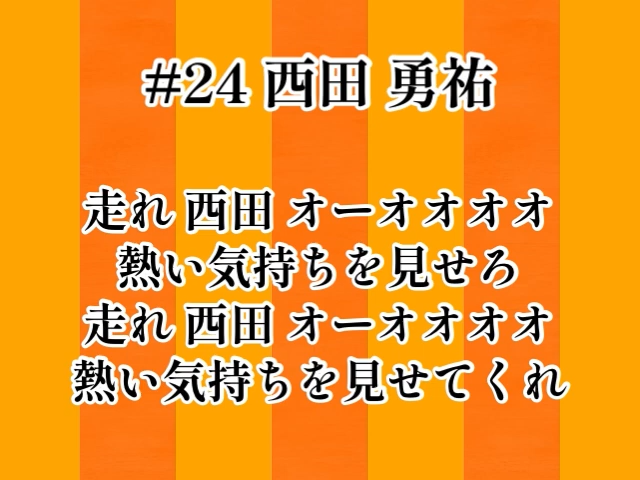 #24 西田 勇祐
走れ 西田 オーオオオオ
熱い気持ちを見せろ
走れ 西田 オーオオオオ
熱い気持ちを見せてくれ